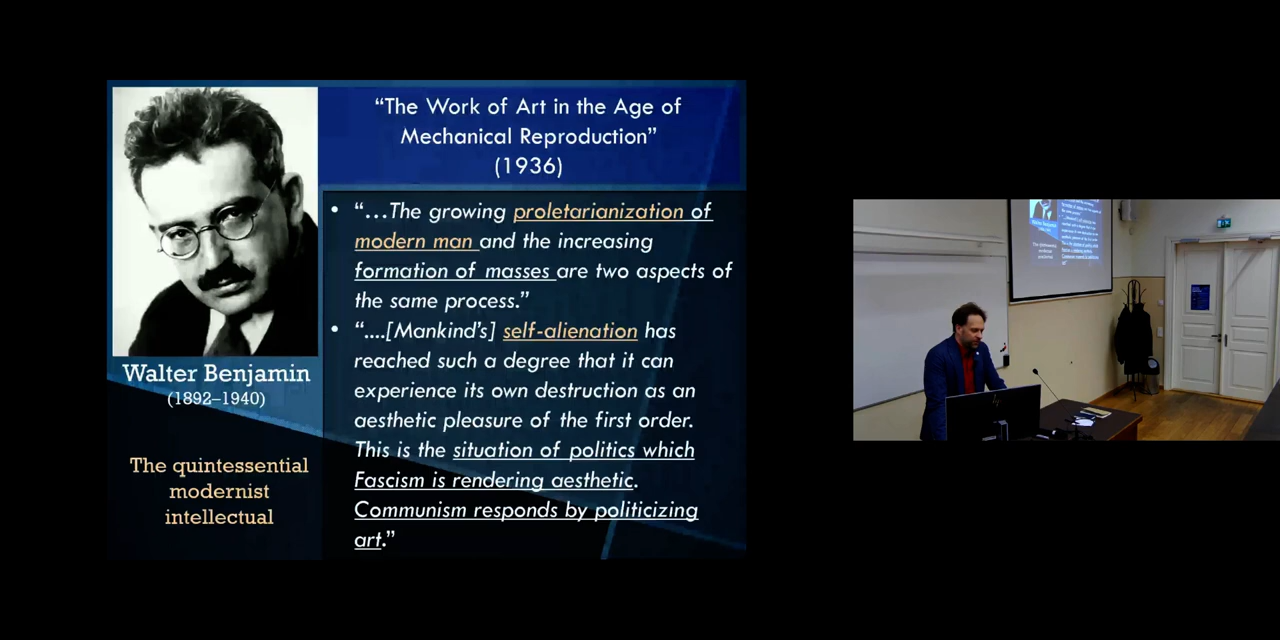 “The Work of Art in the Age of
Mechanical Reproduction”
(1936)
• “…The growing proletarianization of
modern man and the increasing
formation of masses are two aspects of
the same process.”
• “....[Mankind’s] self-alienation has
reached such a degree that it can
experience its own destruction as an
aesthetic pleasure of the first order.
This is the situation of politics which
Fascism is rendering aesthetic.
Communism responds by politicizing
art.”
Walter Benjamin
(1892–1940)
The quintessential
modernist
intellectual